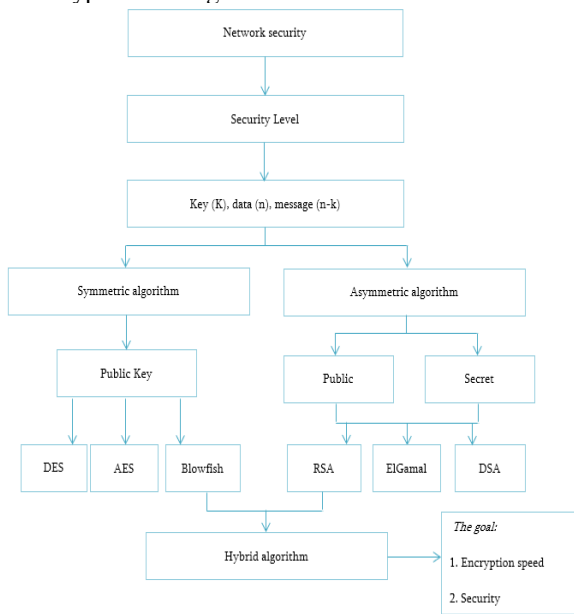 Network security
Security Level
Key (K), data (n), message (n-k)
Symmetric algorithm
Asymmetric algorithm
Public Key
Public
Secret
DES
AES
Blowfish
RSA
ElGamal
DSA
Hybrid algorithm
The goal:
1. Encryption speed
2. Security